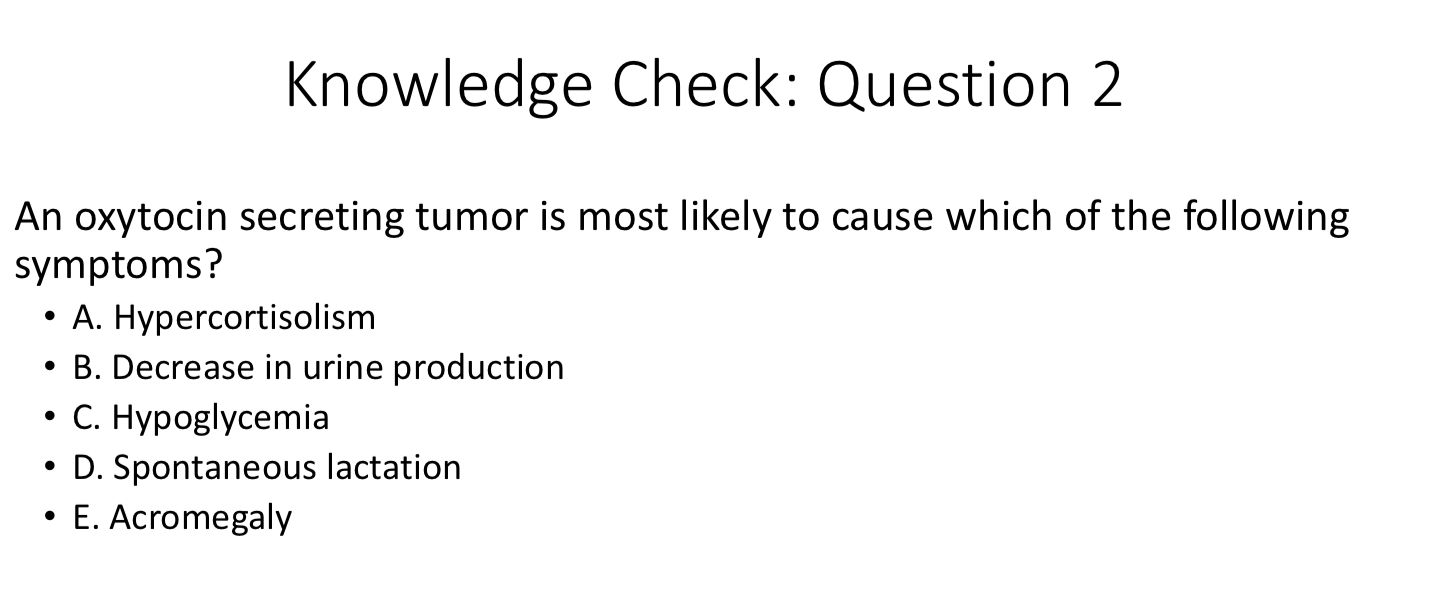 Knowledge Check: Question 2
An oxytocin secreting tumor is most likely to cause which of the following
symptoms?
• A. Hypercortisolism
• B. Decrease in urine production
• C. Hypoglycemia
• D. Spontaneous lactation
• E. Acromegaly